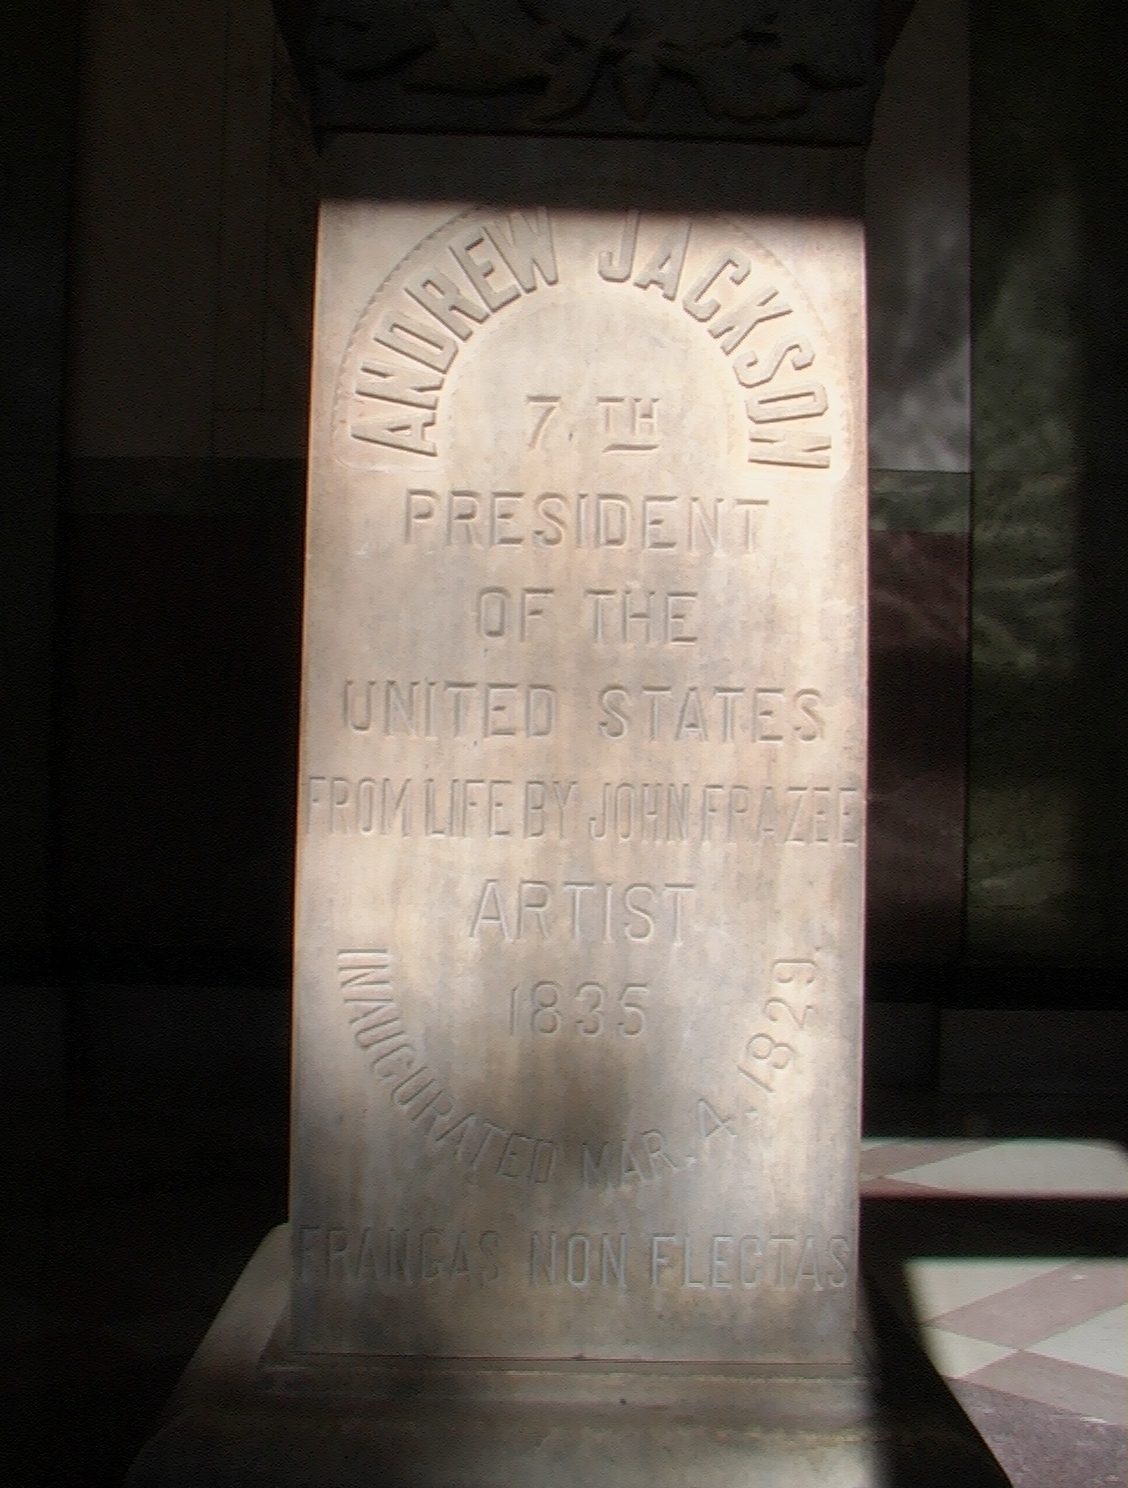 ANDREW JACKSON
7TH
PRESIDENT
OF THE
UNITED STATES
FROM LIFE BY JOHN FRAZEE
ARTIST
1835
INAUGURATED MAR. 4. 1829.
FRANGAS NON FLECTAS